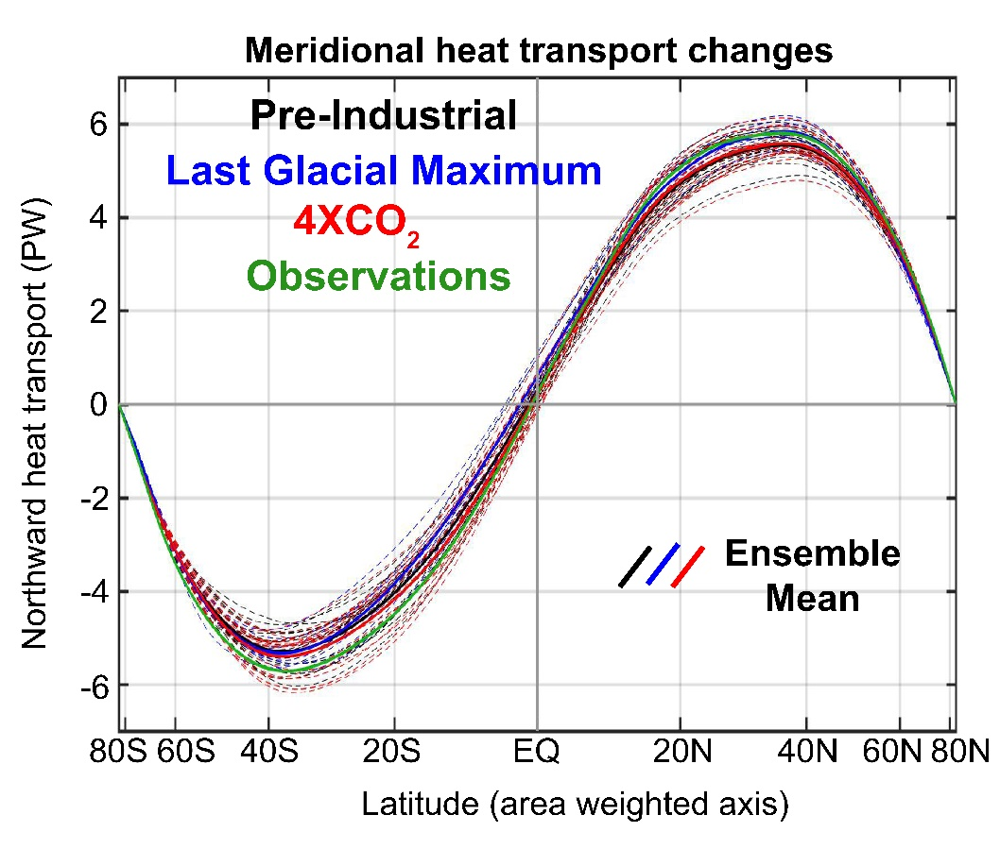 Meridional heat transport changes
Pre-Industrial
Last Glacial Maximum
4XCO₂
Observations
6
4
2
0
-2
-4
-6
Northward heat transport (PW)
Ensemble
Mean
80S 60S 40S 20S EQ 20N 40N 60N 80N
Latitude (area weighted axis)